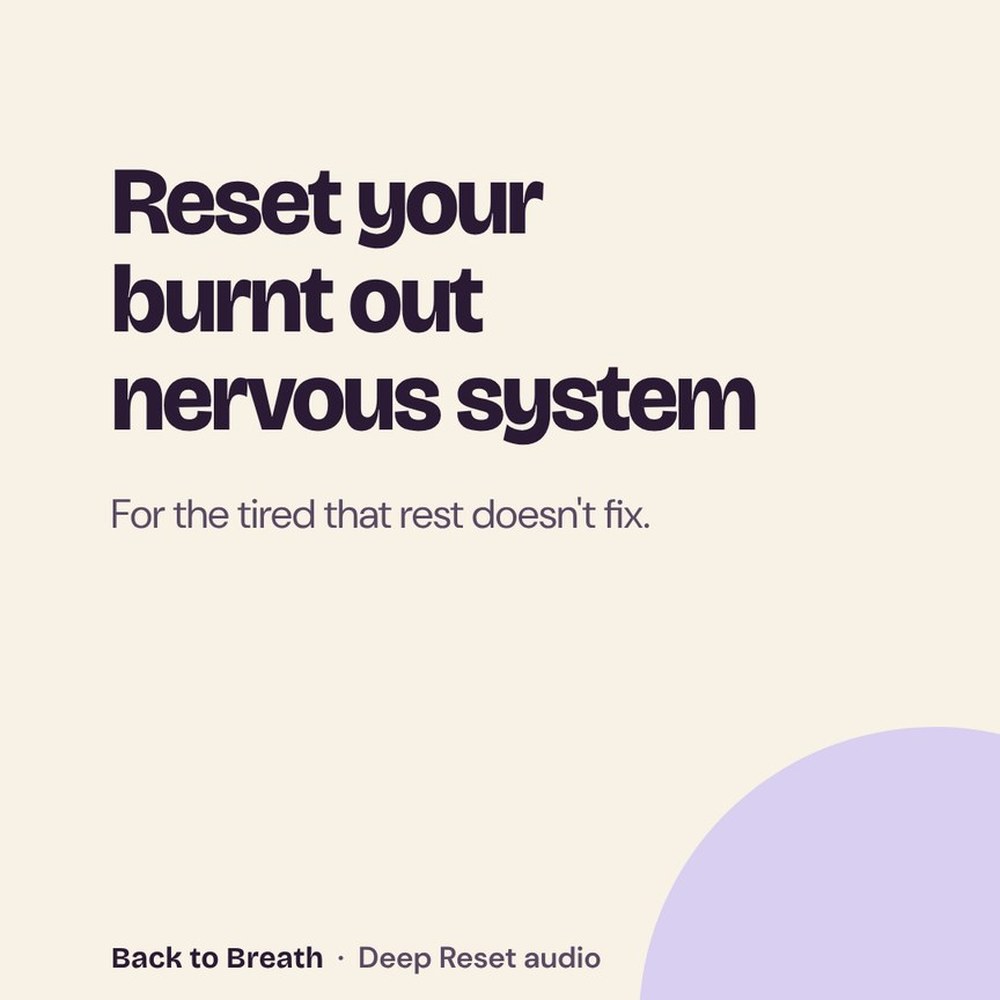 Reset your
burnt out
nervous system
For the tired that rest doesn't fix.
Back to Breath · Deep Reset audio